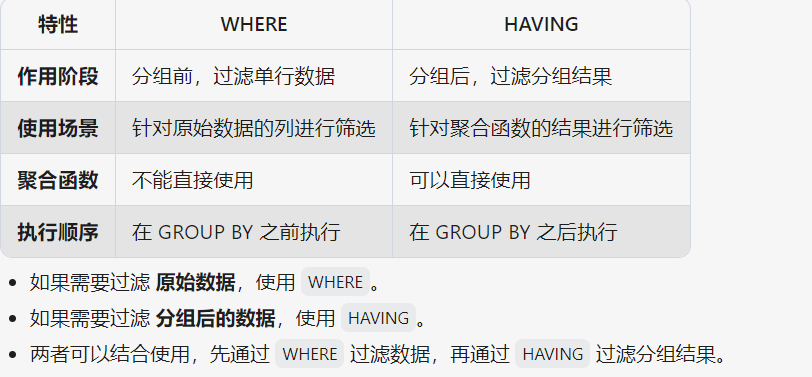 特性 WHERE HAVING
作用阶段 分组前，过滤单行数据 分组后，过滤分组结果
使用场景 针对原始数据的列进行筛选 针对聚合函数的结果进行筛选
聚合函数 不能直接使用 可以直接使用
执行顺序 在 GROUP BY 之前执行 在 GROUP BY 之后执行
• 如果需要过滤 原始数据，使用 WHERE 。
• 如果需要过滤 分组后的数据，使用 HAVING 。
• 两者可以结合使用，先通过 WHERE 过滤数据，再通过 HAVING 过滤分组结果。